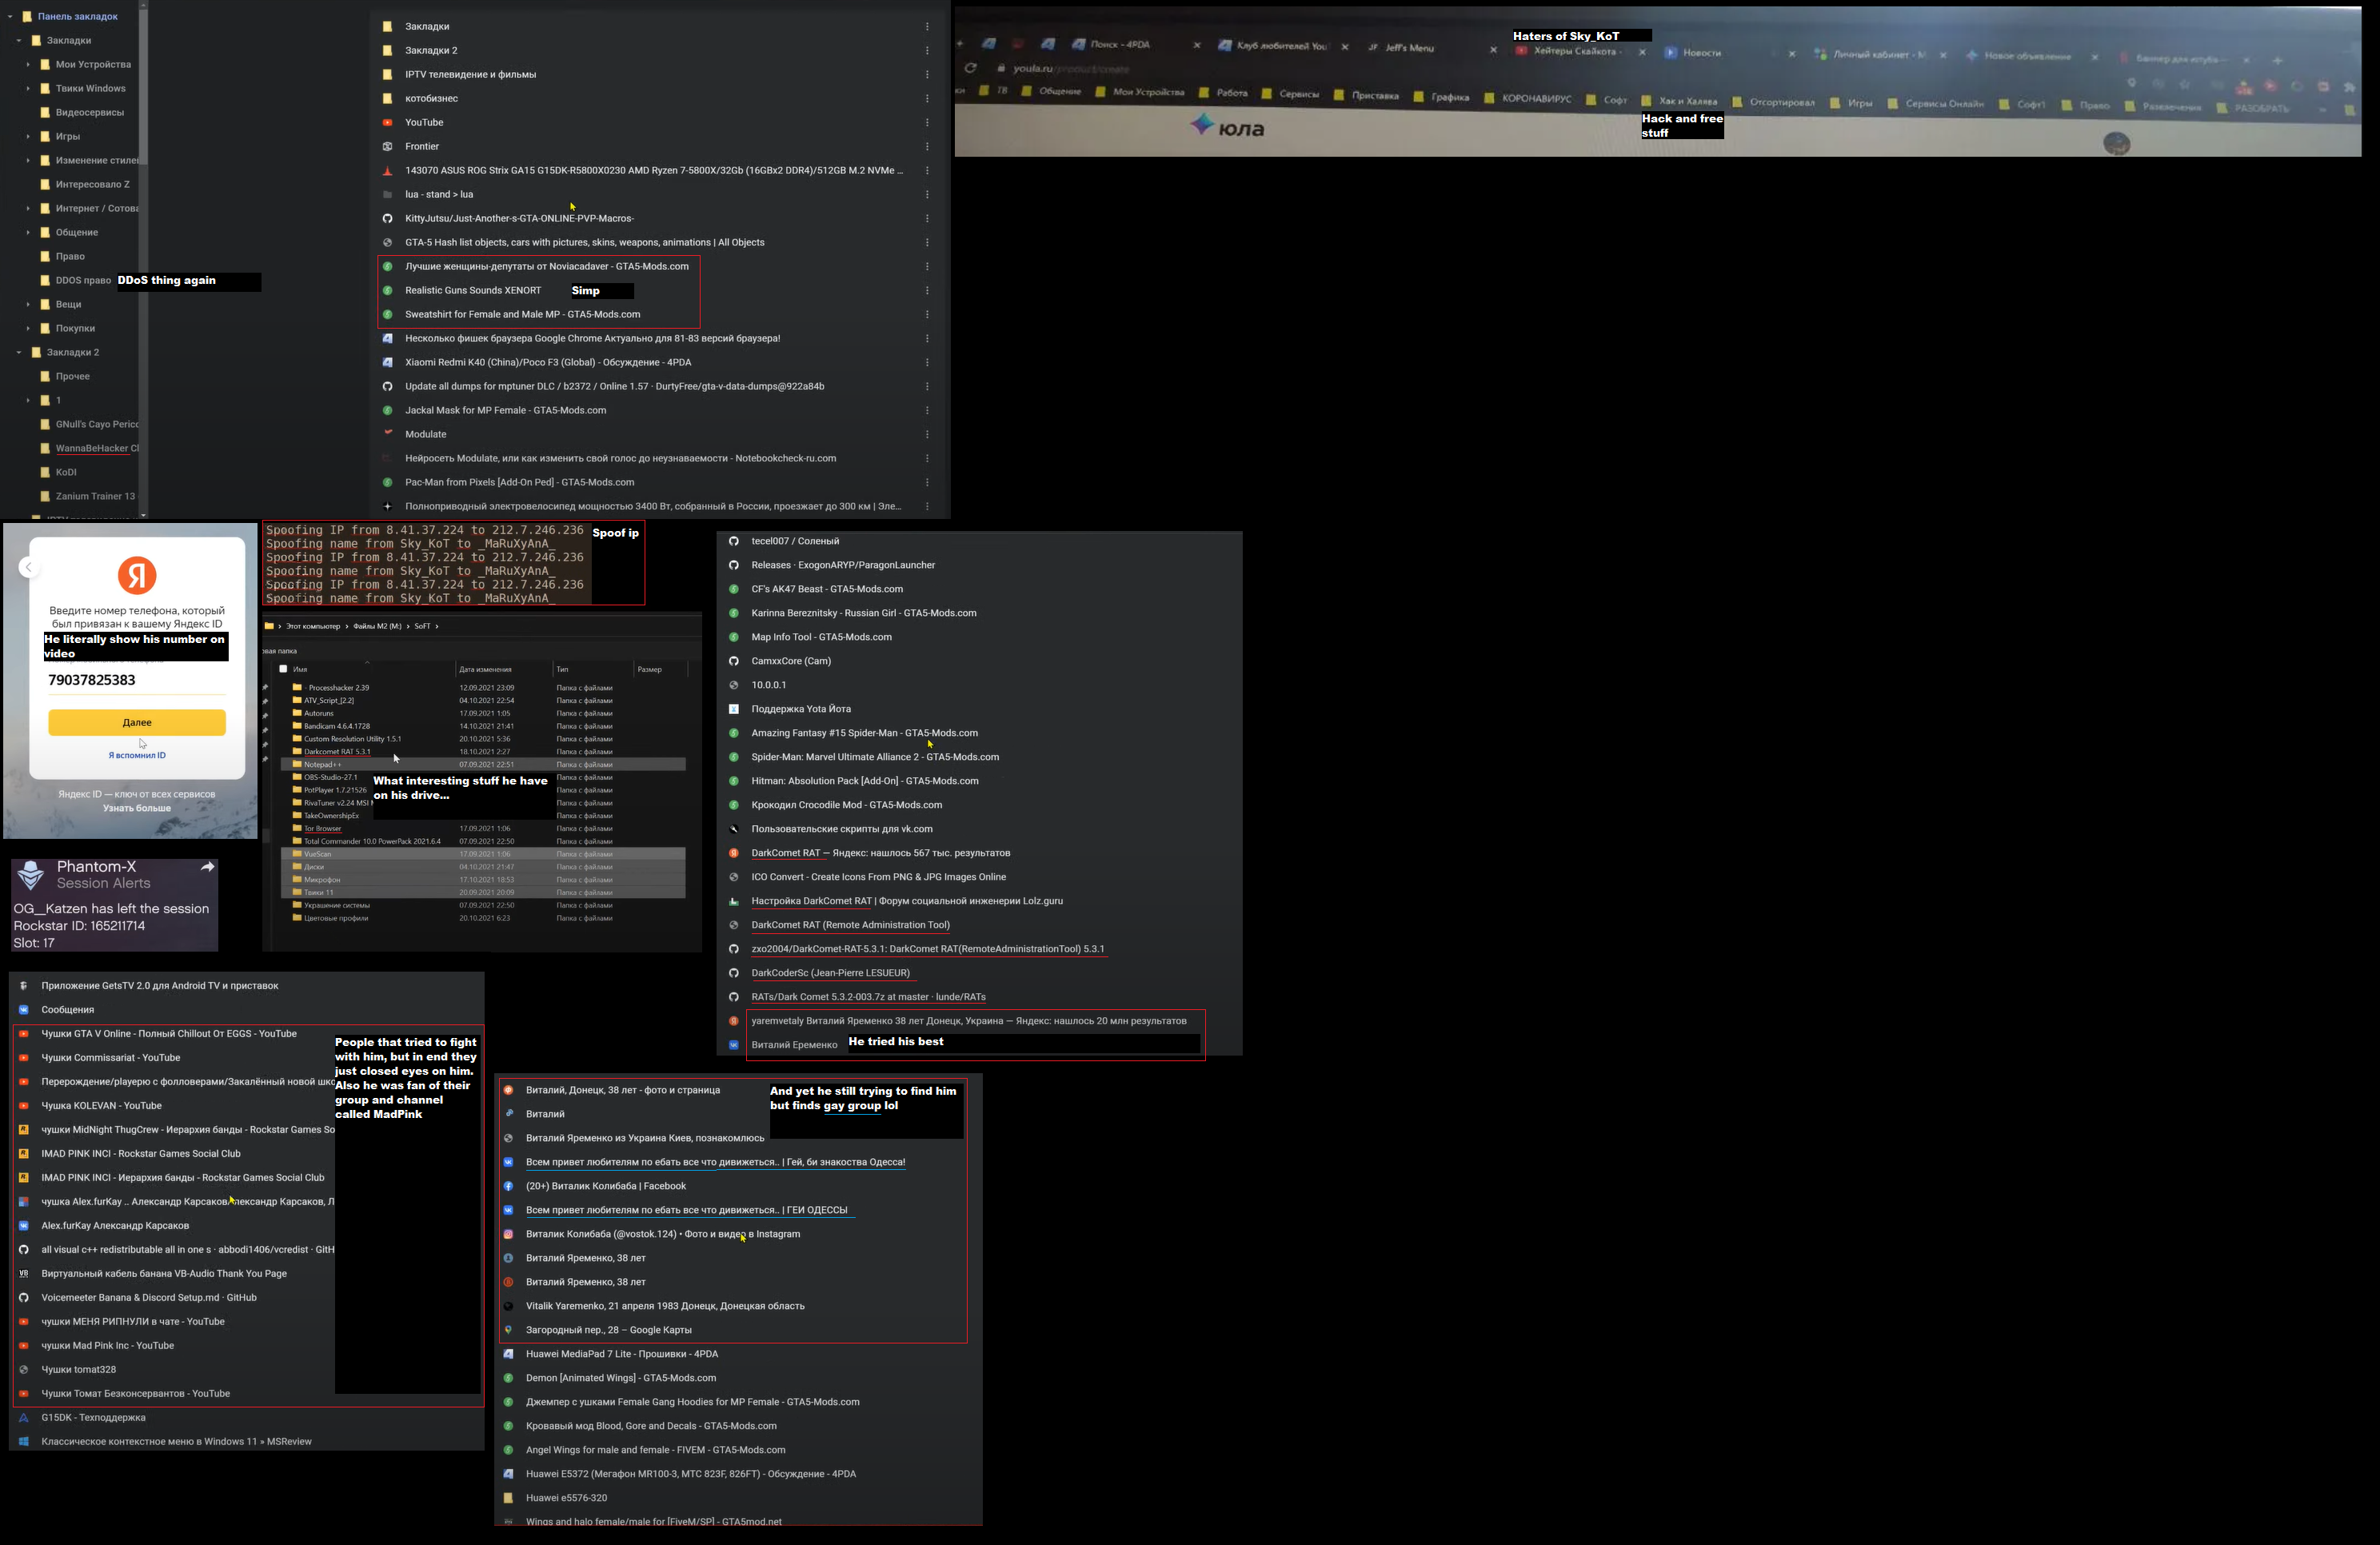 Панель закладок
Закладки
Мои Устройства
Твики Windows
Видеосервисы
Игры
Изменение стиле
Интересовало Z
Интернет / Сотова
Общение
Право
DDOS право
DDoS thing again
Вещи
Покупки
Закладки 2
Прочее
1
GNull's Cayo Peric
WannaBeHacker Cl
KoDI
Zanium Trainer 13
Закладки
Закладки 2
IPTV телевидение и фильмы
котобизнес
YouTube
Frontier
143070 ASUS ROG Strix GA15 G15DK-R5800X0230 AMD Ryzen 7-5800X/32Gb (16GBx2 DDR4)/512GB M.2 NVMe ...
lua - stand > lua
KittyJutsu/Just-Another-s-GTA-ONLINE-PVP-Macros-
GTA-5 Hash list objects, cars with pictures, skins, weapons, animations | All Objects
Лучшие женщины-депутаты от Noviacadaver - GTA5-Mods.com
Realistic Guns Sounds XENORT
Simp
Sweatshirt for Female and Male MP - GTA5-Mods.com
Несколько фишек браузера Google Chrome Актуально для 81-83 версий браузера!
Xiaomi Redmi K40 (China)/Poco F3 (Global) - Обсуждение - 4PDA
Update all dumps for mptuner DLC / b2372 / Online 1.57 · DurtyFree/gta-v-data-dumps@922a84b
Jackal Mask for MP Female - GTA5-Mods.com
Modulate
Нейросеть Modulate, или как изменить свой голос до неузнаваемости - Notebookcheck-ru.com
Pac-Man from Pixels [Add-On Ped] - GTA5-Mods.com
Полноприводный электровелосипед мощностью 3400 Вт, собранный в России, проезжает до 300 км | Эле...
Haters of Sky_KoT
Поиск - 4PDA
Клуб любителей You
JF Jeff's Menu
Хейтеры Скайкота -
Новости
Личный кабинет - М
Новое объявление
Баннер для ютуба —
youla.ru/product/create
ки
ТВ
Общение
Мои Устройства
Работа
Сервисы
Приставка
Графика
КОРОНАВИРУС
Софт
Хак и Халява
Отсортировал
Игры
Сервисы Онлайн
Софт1
Право
Развлечения
РАЗОБРАТЬ
Hack and free
stuff
юла
Введите номер телефона, который
был привязан к вашему Яндекс ID
He literally show his number on
video
79037825383
Далее
Я вспомнил ID
Яндекс ID — ключ от всех сервисов
Узнать больше
Spoofing IP from 8.41.37.224 to 212.7.246.236
Spoofing name from Sky_KoT to _MaRuXyAnA_
Spoofing IP from 8.41.37.224 to 212.7.246.236
Spoofing name from Sky_KoT to _MaRuXyAnA_
Spoofing IP from 8.41.37.224 to 212.7.246.236
Spoofing name from Sky_KoT to _MaRuXyAnA_
Spoof ip
Этот компьютер > Файлы M2 (M:) > SoFT >
овая папка
Имя Дата изменения Тип Размер
- Processhacker 2.39 12.09.2021 23:09 Папка с файлами
ATV_Script_[2.2] 04.10.2021 22:54 Папка с файлами
Autoruns 17.09.2021 1:05 Папка с файлами
Bandicam 4.6.4.1728 14.10.2021 21:41 Папка с файлами
Custom Resolution Utility 1.5.1 20.10.2021 5:36 Папка с файлами
Darkcomet RAT 5.3.1 18.10.2021 2:27 Папка с файлами
Notepad++ 07.09.2021 22:51 Папка с файлами
OBS-Studio-27.1 Папка с файлами
PotPlayer 1.7.21526 Папка с файлами
RivaTuner v2.24 MSI Папка с файлами
TakeOwnershipEx Папка с файлами
What interesting stuff he have
on his drive...
Tor Browser 17.09.2021 1:06 Папка с файлами
Total Commander 10.0 PowerPack 2021.6.4 07.09.2021 22:50 Папка с файлами
VueScan 17.09.2021 1:06 Папка с файлами
Диски 04.10.2021 21:47 Папка с файлами
Микрофон 17.10.2021 18:53 Папка с файлами
Твики 11 20.09.2021 20:09 Папка с файлами
Украшение системы 07.09.2021 22:50 Папка с файлами
Цветовые профили 20.10.2021 6:23 Папка с файлами
Phantom-X
Session Alerts
OG__Katzen has left the session
Rockstar ID: 165211714
Slot: 17
tecel007 / Соленый
Releases · ExogonARYP/ParagonLauncher
CF's AK47 Beast - GTA5-Mods.com
Karinna Bereznitsky - Russian Girl - GTA5-Mods.com
Map Info Tool - GTA5-Mods.com
CamxxCore (Cam)
10.0.0.1
Поддержка Yota Йота
Amazing Fantasy #15 Spider-Man - GTA5-Mods.com
Spider-Man: Marvel Ultimate Alliance 2 - GTA5-Mods.com
Hitman: Absolution Pack [Add-On] - GTA5-Mods.com
Крокодил Crocodile Mod - GTA5-Mods.com
Пользовательские скрипты для vk.com
DarkComet RAT — Яндекс: нашлось 567 тыс. результатов
ICO Convert - Create Icons From PNG & JPG Images Online
Настройка DarkComet RAT | Форум социальной инженерии Lolz.guru
DarkComet RAT (Remote Administration Tool)
zxo2004/DarkComet-RAT-5.3.1: DarkComet RAT(RemoteAdministrationTool) 5.3.1
DarkCoderSc (Jean-Pierre LESUEUR)
RATs/Dark Comet 5.3.2-003.7z at master · lunde/RATs
yaremvetaly Виталий Яременко 38 лет Донецк, Украина — Яндекс: нашлось 20 млн результатов
Виталий Еременко
He tried his best
Приложение GetsTV 2.0 для Android TV и приставок
Сообщения
Чушки GTA V Online - Полный Chillout От EGGS - YouTube
Чушки Commissariat - YouTube
Перерождение/playерю с фолловерами/Закалённый новой шко
Чушка KOLEVAN - YouTube
чушки MidNight ThugCrew - Иерархия банды - Rockstar Games So
IMAD PINK INCI - Rockstar Games Social Club
IMAD PINK INCI - Иерархия банды - Rockstar Games Social Club
чушка Alex.furKay .. Александр Карсаков Александр Карсаков, Л
Alex.furKay Александр Карсаков
all visual c++ redistributable all in one s · abbodi1406/vcredist · GitH
Виртуальный кабель банана VB-Audio Thank You Page
Voicemeeter Banana & Discord Setup.md · GitHub
чушки МЕНЯ РИПНУЛИ в чате - YouTube
чушки Mad Pink Inc - YouTube
Чушки tomat328
Чушки Томат Безконсервантов - YouTube
G15DK - Техподдержка
Классическое контекстное меню в Windows 11 » MSReview
People that tried to fight
with him, but in end they
just closed eyes on him.
Also he was fan of their
group and channel
called MadPink
Виталий, Донецк, 38 лет - фото и страница
Виталий
Виталий Яременко из Украина Киев, познакомлюсь
And yet he still trying to find him
but finds gay group lol
Всем привет любителям по ебать все что движеться.. | Гей, би знакоства Одесса!
(20+) Виталик Колибаба | Facebook
Всем привет любителям по ебать все что движеться.. | ГЕИ ОДЕССЫ
Виталик Колибаба (@vostok.124) • Фото и видео в Instagram
Виталий Яременко, 38 лет
Виталий Яременко, 38 лет
Vitalik Yaremenko, 21 апреля 1983 Донецк, Донецкая область
Загородный пер., 28 – Google Карты
Huawei MediaPad 7 Lite - Прошивки - 4PDA
Demon [Animated Wings] - GTA5-Mods.com
Джемпер с ушками Female Gang Hoodies for MP Female - GTA5-Mods.com
Кровавый мод Blood, Gore and Decals - GTA5-Mods.com
Angel Wings for male and female - FIVEM - GTA5-Mods.com
Huawei E5372 (Мегафон MR100-3, МТС 823F, 826FT) - Обсуждение - 4PDA
Huawei e5576-320
Wings and halo female/male for [FiveM/SP] - GTA5mod.net